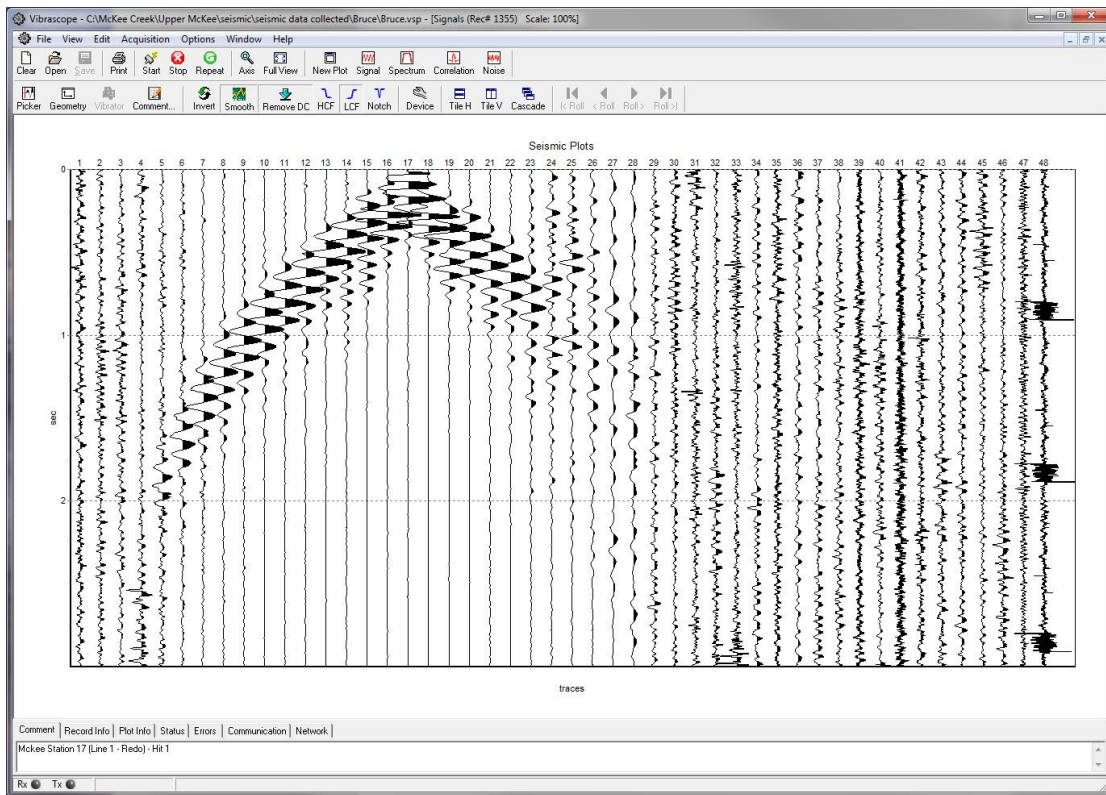 Vibrascope - C:\McKee Creek\Upper McKee\seismic\seismic data collected\Bruce\Bruce.vsp - [Signals (Rec# 1355) Scale: 100%]
File View Edit Acquisition Options Window Help
Clear Open Save Print Start Stop Repeat Axis Full View New Plot Signal Spectrum Correlation Noise
Picker Geometry Vibrator Comment... Invert Smooth Remove DC HCF LCF Notch Device Tile H Tile V Cascade |< Roll < Roll Roll > Roll >|
Seismic Plots
1 2 3 4 5 6 7 8 9 10 11 12 13 14 15 16 17 18 19 20 21 22 23 24 25 26 27 28 29 30 31 32 33 34 35 36 37 38 39 40 41 42 43 44 45 46 47 48
0
1
sec
2
traces
Comment Record Info Plot Info Status Errors Communication Network
Mckee Station 17 (Line 1 - Redo) - Hit 1
Rx Tx